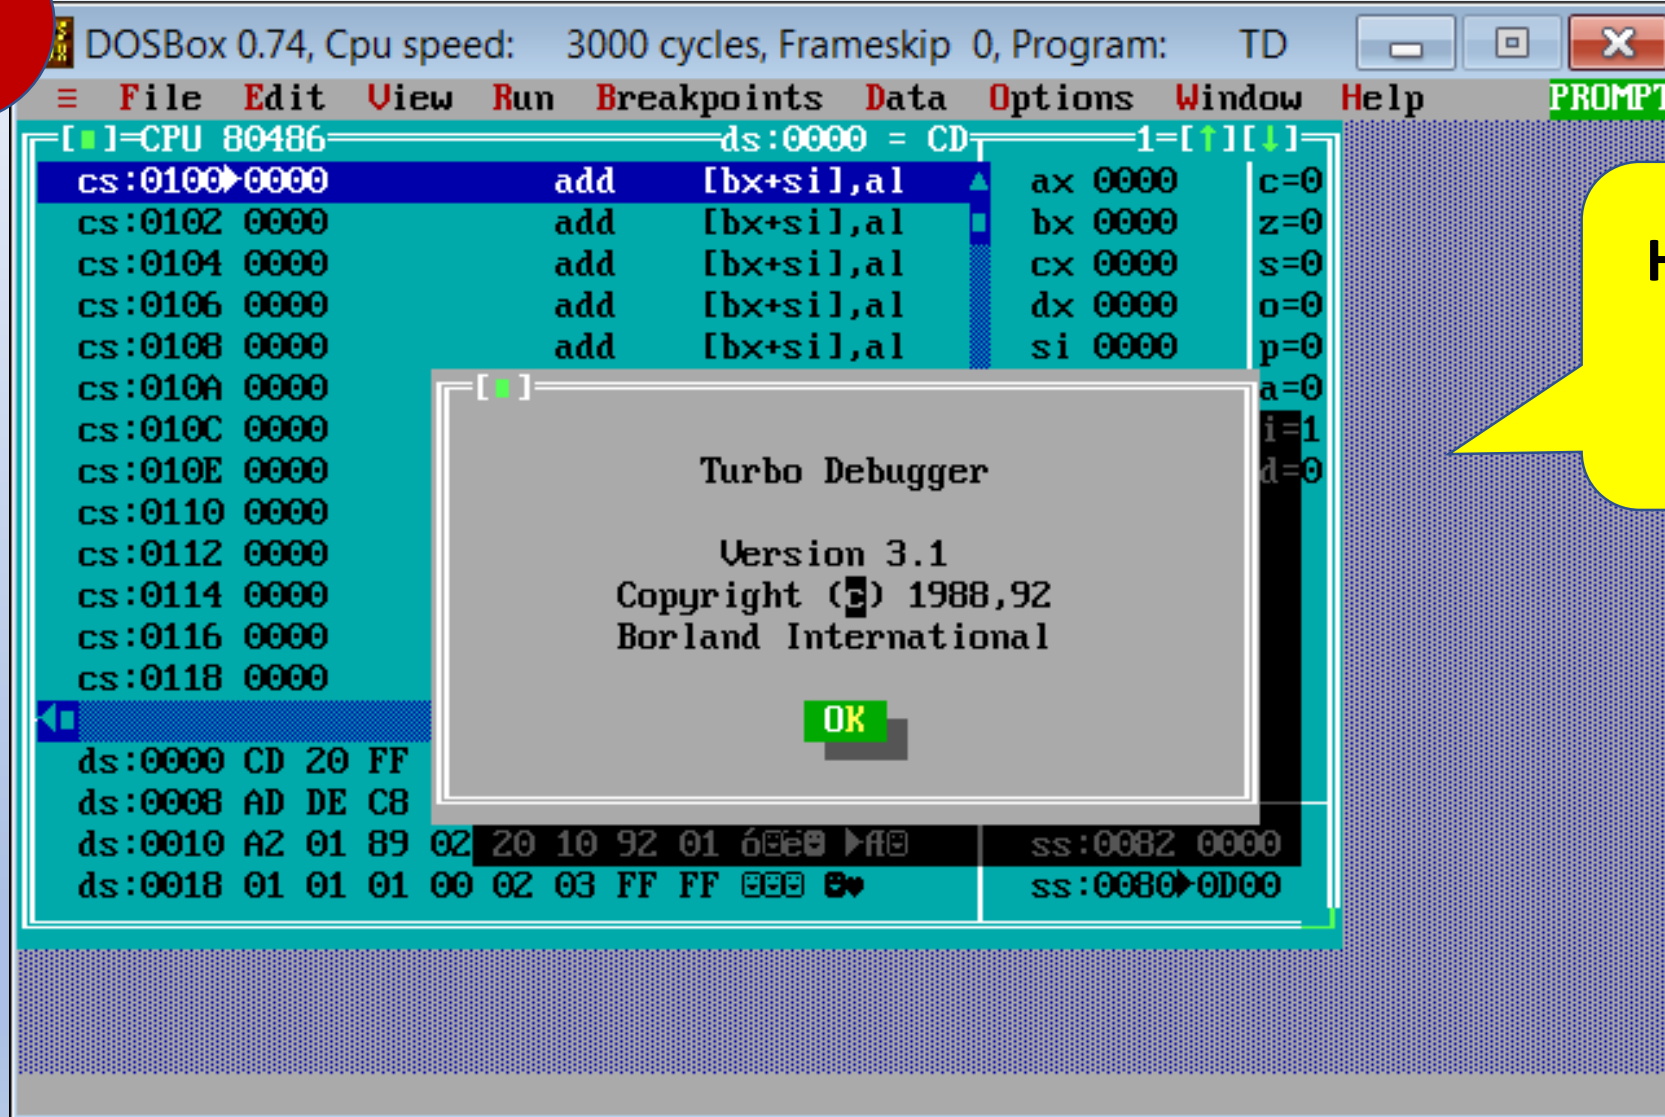 DOSBox 0.74, Cpu speed: 3000 cycles, Frameskip 0, Program: TD
≡ File Edit View Run Breakpoints Data Options Window Help PROMPT
[■]=CPU 80486 ds:0000 = CD 1=[↑][↓]
cs:0100▶0000 add [bx+si],al ax 0000 c=0
cs:0102 0000 add [bx+si],al bx 0000 z=0
cs:0104 0000 add [bx+si],al cx 0000 s=0
cs:0106 0000 add [bx+si],al dx 0000 o=0
cs:0108 0000 add [bx+si],al si 0000 p=0
cs:010A 0000 a=0
cs:010C 0000 i=1
cs:010E 0000 d=0
cs:0110 0000
cs:0112 0000
cs:0114 0000
cs:0116 0000
cs:0118 0000
[■]
Turbo Debugger
Version 3.1
Copyright (c) 1988,92
Borland International
OK
ds:0000 CD 20 FF
ds:0008 AD DE C8
ds:0010 A2 01 89 02 20 10 92 01 ss:0082 0000
ds:0018 01 01 01 00 02 03 FF FF ☺☺☺ ☻♥ ss:0080▶0D00
H